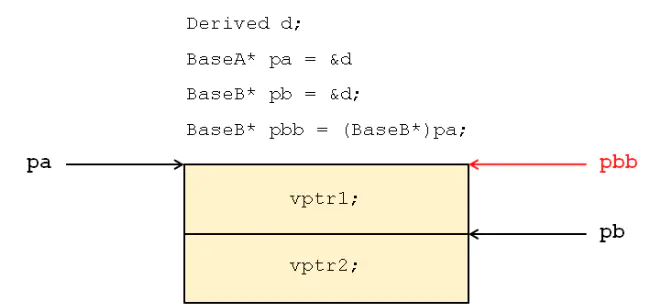 Derived d;
BaseA* pa = &d
BaseB* pb = &d;
BaseB* pbb = (BaseB*)pa;
pa
pbb
vptr1;
pb
vptr2;